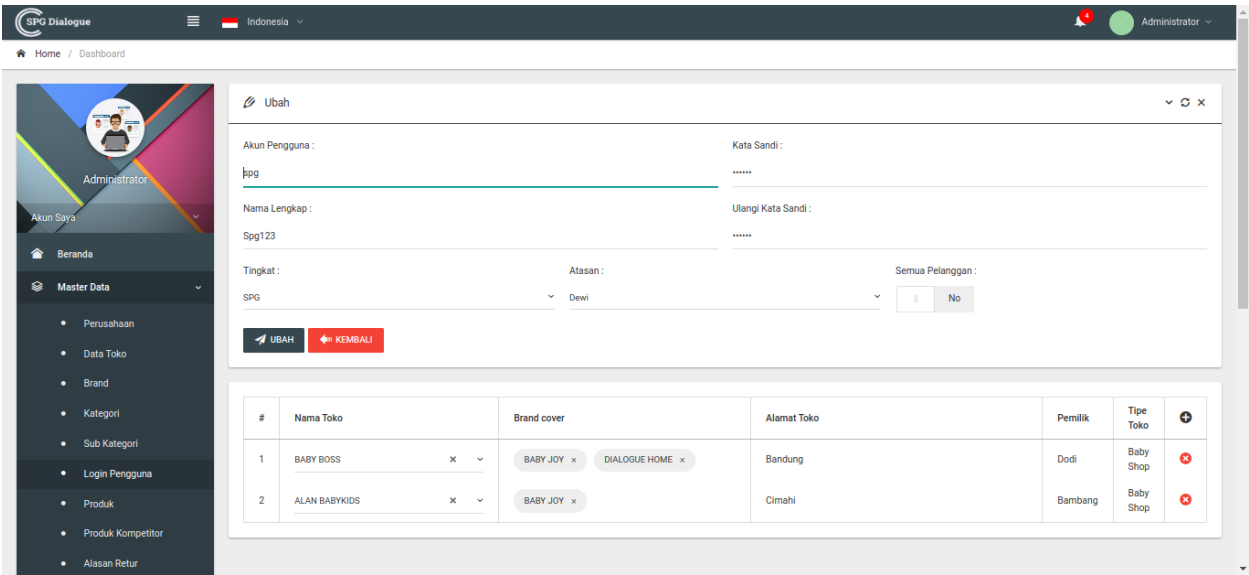 SPG Dialogue
Indonesia
4
Administrator
Home / Dashboard
Administrator
Akun Saya
Beranda
Master Data
Perusahaan
Data Toko
Brand
Kategori
Sub Kategori
Login Pengguna
Produk
Produk Kompetitor
Alasan Retur
Ubah
Akun Pengguna :
spg
Kata Sandi :
••••••
Nama Lengkap :
Spg123
Ulangi Kata Sandi :
••••••
Tingkat :
SPG
Atasan :
Dewi
Semua Pelanggan :
No
UBAH KEMBALI
# Nama Toko Brand cover Alamat Toko Pemilik Tipe Toko
1 BABY BOSS × BABY JOY × DIALOGUE HOME × Bandung Dodi Baby Shop
2 ALAN BABYKIDS × BABY JOY × Cimahi Bambang Baby Shop